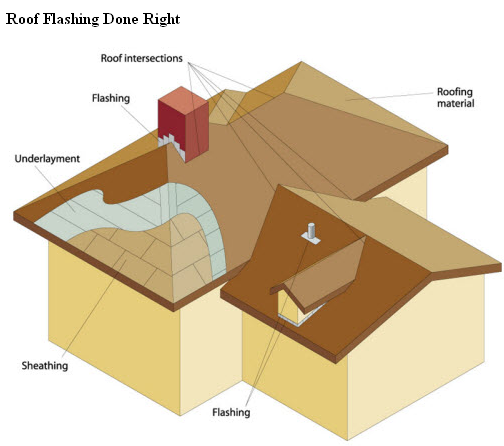 Roof Flashing Done Right
Roof intersections
Flashing
Roofing
material
Underlayment
Sheathing
Flashing